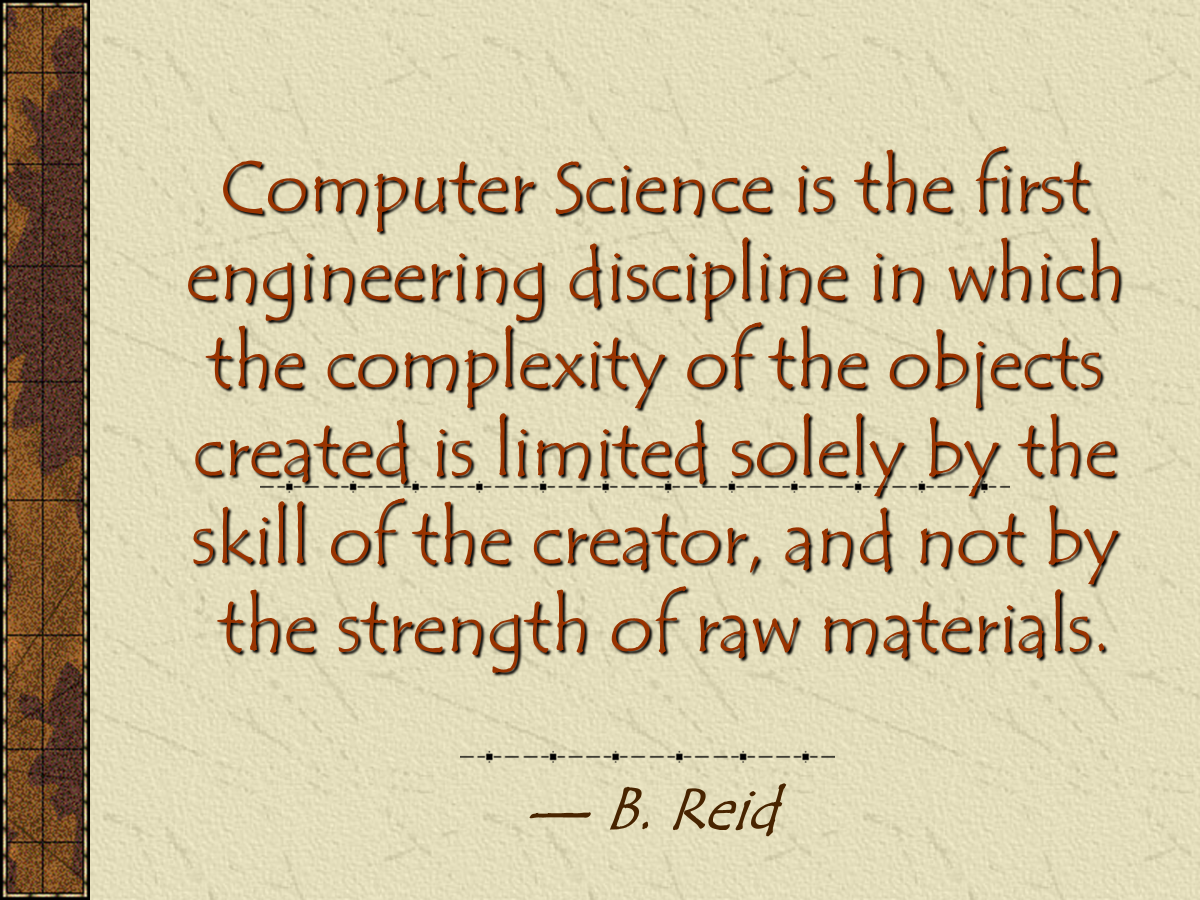 Computer Science is the first
engineering discipline in which
the complexity of the objects
created is limited solely by the
skill of the creator, and not by
the strength of raw materials.
— B. Reid